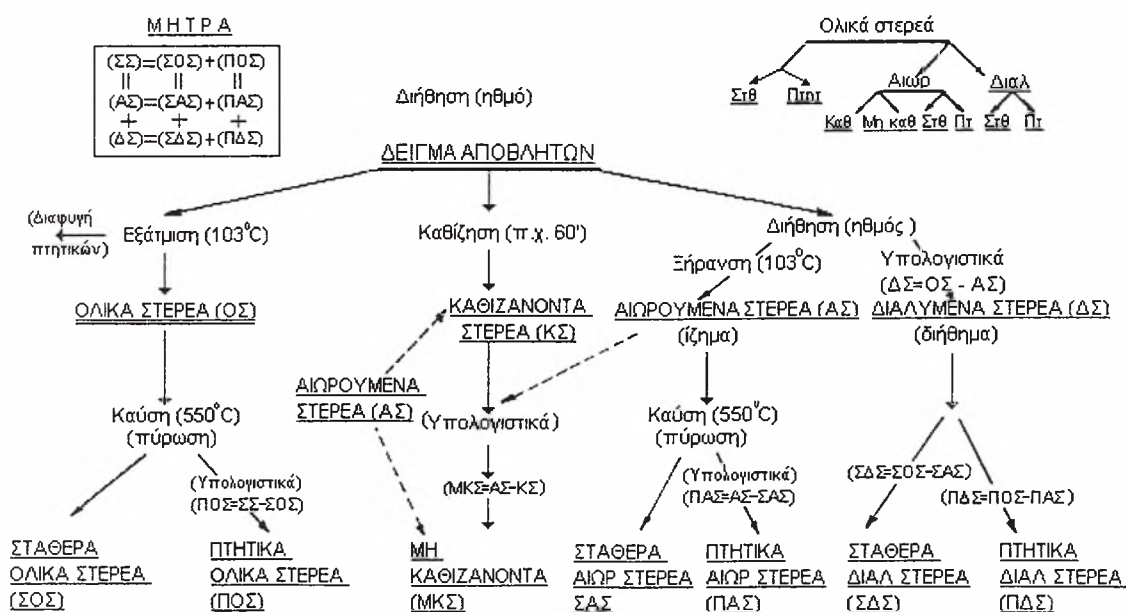 ΜΗΤΡΑ
(ΣΣ)=(ΣΟΣ)+(ΠΟΣ)
|| || ||
(ΑΣ)=(ΣΑΣ)+(ΠΑΣ)
+ + +
(ΔΣ)=(ΣΔΣ)+(ΠΔΣ)
Διήθηση (ηθμό)
Ολικά στερεά
Αιωρ Διαλ
Στθ Πτητ
Καθ Μη καθ Στθ Πτ Στθ Πτ
ΔΕΙΓΜΑ ΑΠΟΒΛΗΤΩΝ
(Διαφυγή
πτητικών)
Εξάτμιση (103°C)
Καθίζηση (π.χ. 60')
Διήθηση (ηθμός)
Ξήρανση (103°C)
Υπολογιστικά
(ΔΣ=ΟΣ - ΑΣ)
ΟΛΙΚΑ ΣΤΕΡΕΑ (ΟΣ)
ΚΑΘΙΖΑΝΟΝΤΑ
ΣΤΕΡΕΑ (ΚΣ)
ΑΙΩΡΟΥΜΕΝΑ ΣΤΕΡΕΑ (ΑΣ)
(ίζημα)
ΔΙΑΛΥΜΕΝΑ ΣΤΕΡΕΑ (ΔΣ)
(διήθημα)
ΑΙΩΡΟΥΜΕΝΑ
ΣΤΕΡΕΑ (ΑΣ)
Καύση (550°C)
(πύρωση)
(Υπολογιστικά)
Καύση (550°C)
(πύρωση)
(Υπολογιστικά)
(ΠΟΣ=ΣΣ-ΣΟΣ)
(ΜΚΣ=ΑΣ-ΚΣ)
(Υπολογιστικά)
(ΠΑΣ=ΑΣ-ΣΑΣ)
(ΣΔΣ=ΣΟΣ-ΣΑΣ)
(ΠΔΣ=ΠΟΣ-ΠΑΣ)
ΣΤΑΘΕΡΑ
ΟΛΙΚΑ ΣΤΕΡΕΑ
(ΣΟΣ)
ΠΤΗΤΙΚΑ
ΟΛΙΚΑ ΣΤΕΡΕΑ
(ΠΟΣ)
ΜΗ
ΚΑΘΙΖΑΝΟΝΤΑ
(ΜΚΣ)
ΣΤΑΘΕΡΑ
ΑΙΩΡ ΣΤΕΡΕΑ
ΣΑΣ
ΠΤΗΤΙΚΑ
ΑΙΩΡ ΣΤΕΡΕΑ
(ΠΑΣ)
ΣΤΑΘΕΡΑ
ΔΙΑΛ ΣΤΕΡΕΑ
(ΣΔΣ)
ΠΤΗΤΙΚΑ
ΔΙΑΛ ΣΤΕΡΕΑ
(ΠΔΣ)